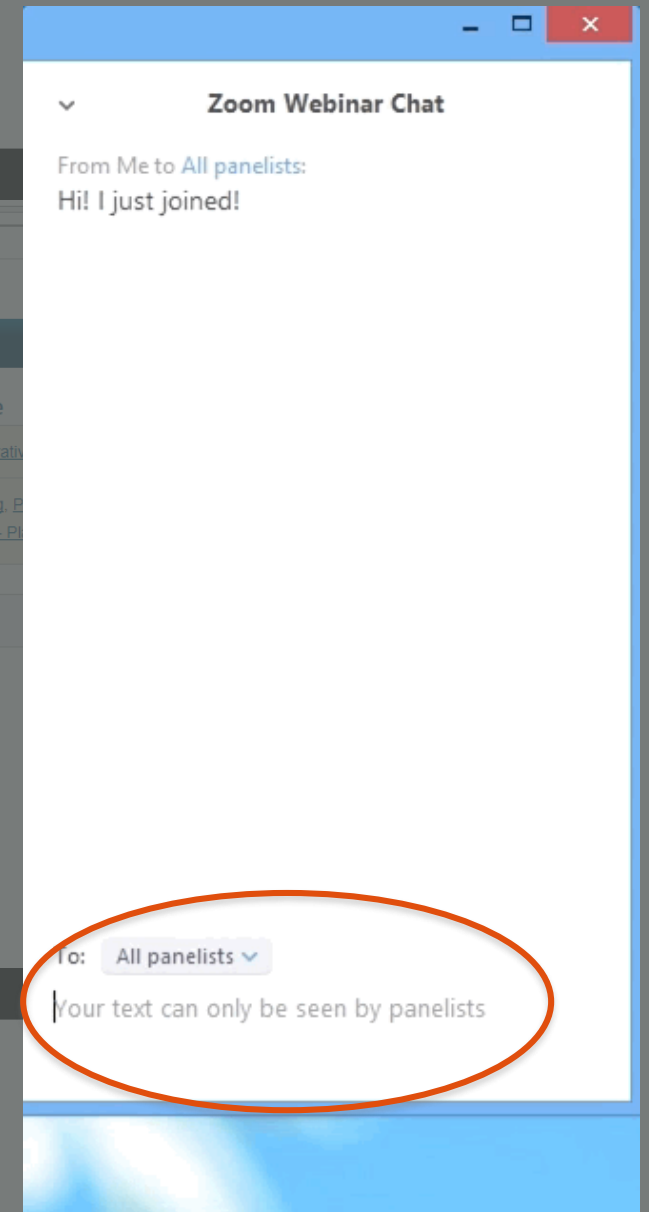 Zoom Webinar Chat
From Me to All panelists:
Hi! I just joined!
To: All panelists
Your text can only be seen by panelists